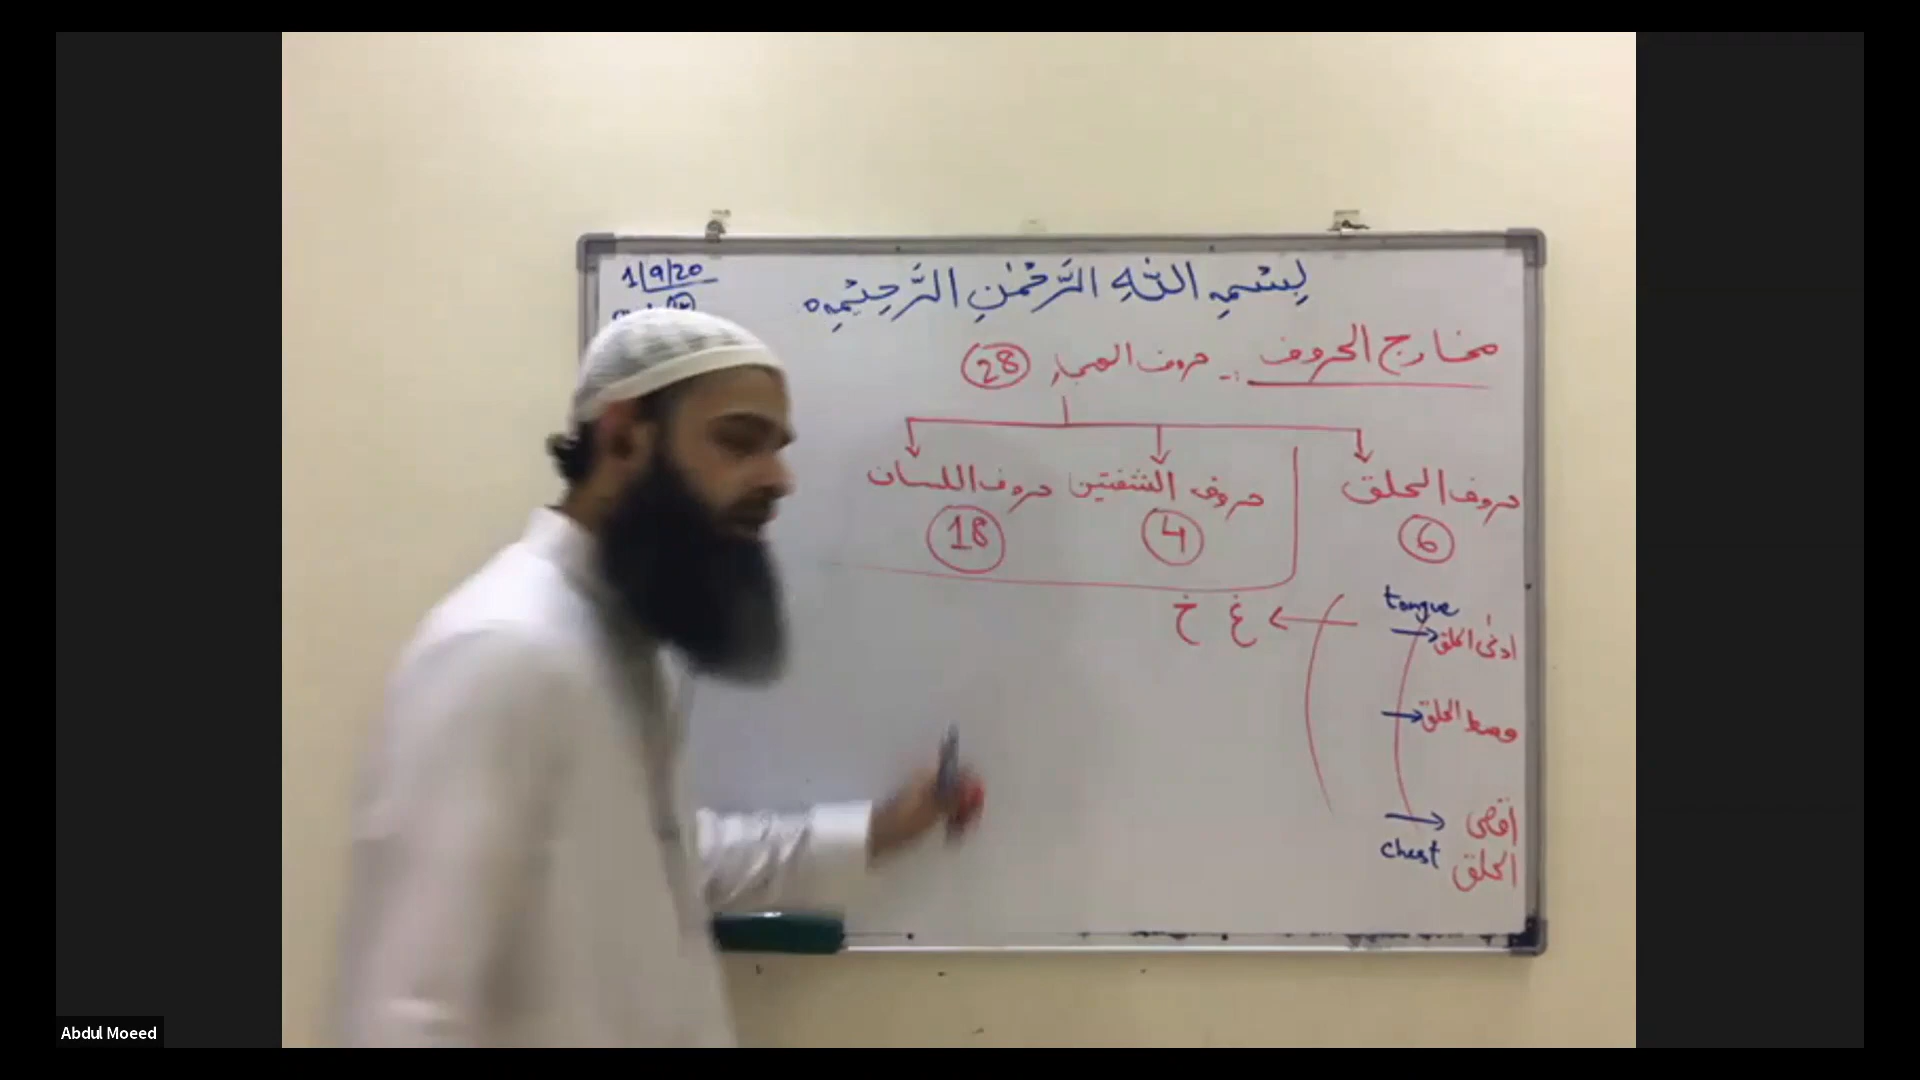 1/9/20
بِسْمِ اللّٰهِ الرَّحْمٰنِ الرَّحِيْمِ ٥
مخارج الحروف :- حروف الهجاء 28
حروف الحلق حروف الشفتين حروف اللسان
6 4 18
tongue
ادنى الحلق
غ خ
وسط الحلق
اقصى
الحلق
chest
Abdul Moeed